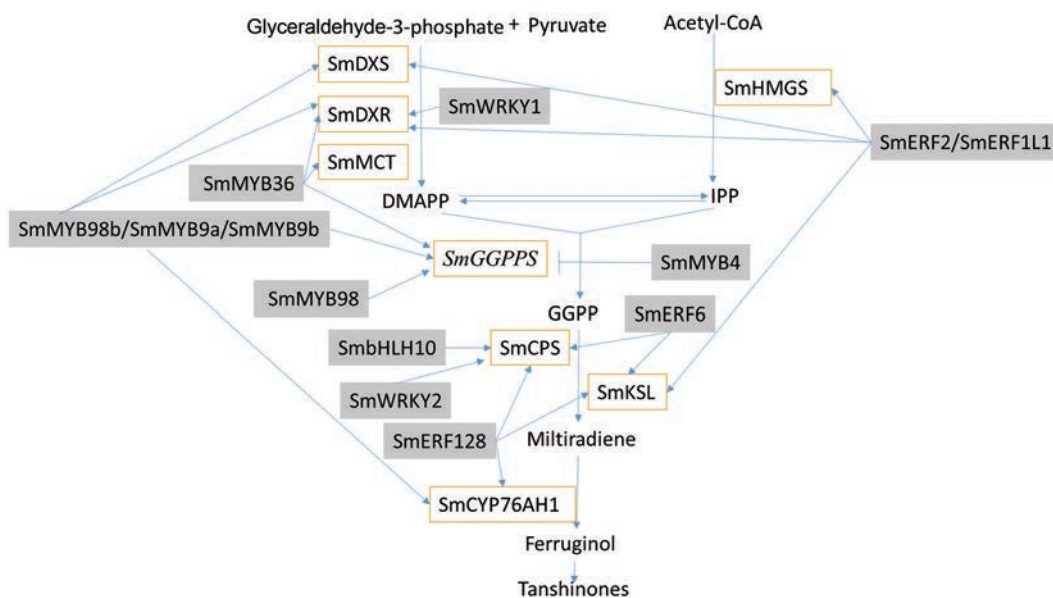 Glyceraldehyde-3-phosphate + Pyruvate
Acetyl-CoA
SmDXS
SmHMGS
SmDXR
SmWRKY1
SmERF2/SmERF1L1
SmMCT
SmMYB36
DMAPP
IPP
SmMYB98b/SmMYB9a/SmMYB9b
SmGGPPS
SmMYB4
SmMYB98
GGPP
SmERF6
SmbHLH10
SmCPS
SmWRKY2
SmKSL
SmERF128
Miltiradiene
SmCYP76AH1
Ferruginol
Tanshinones